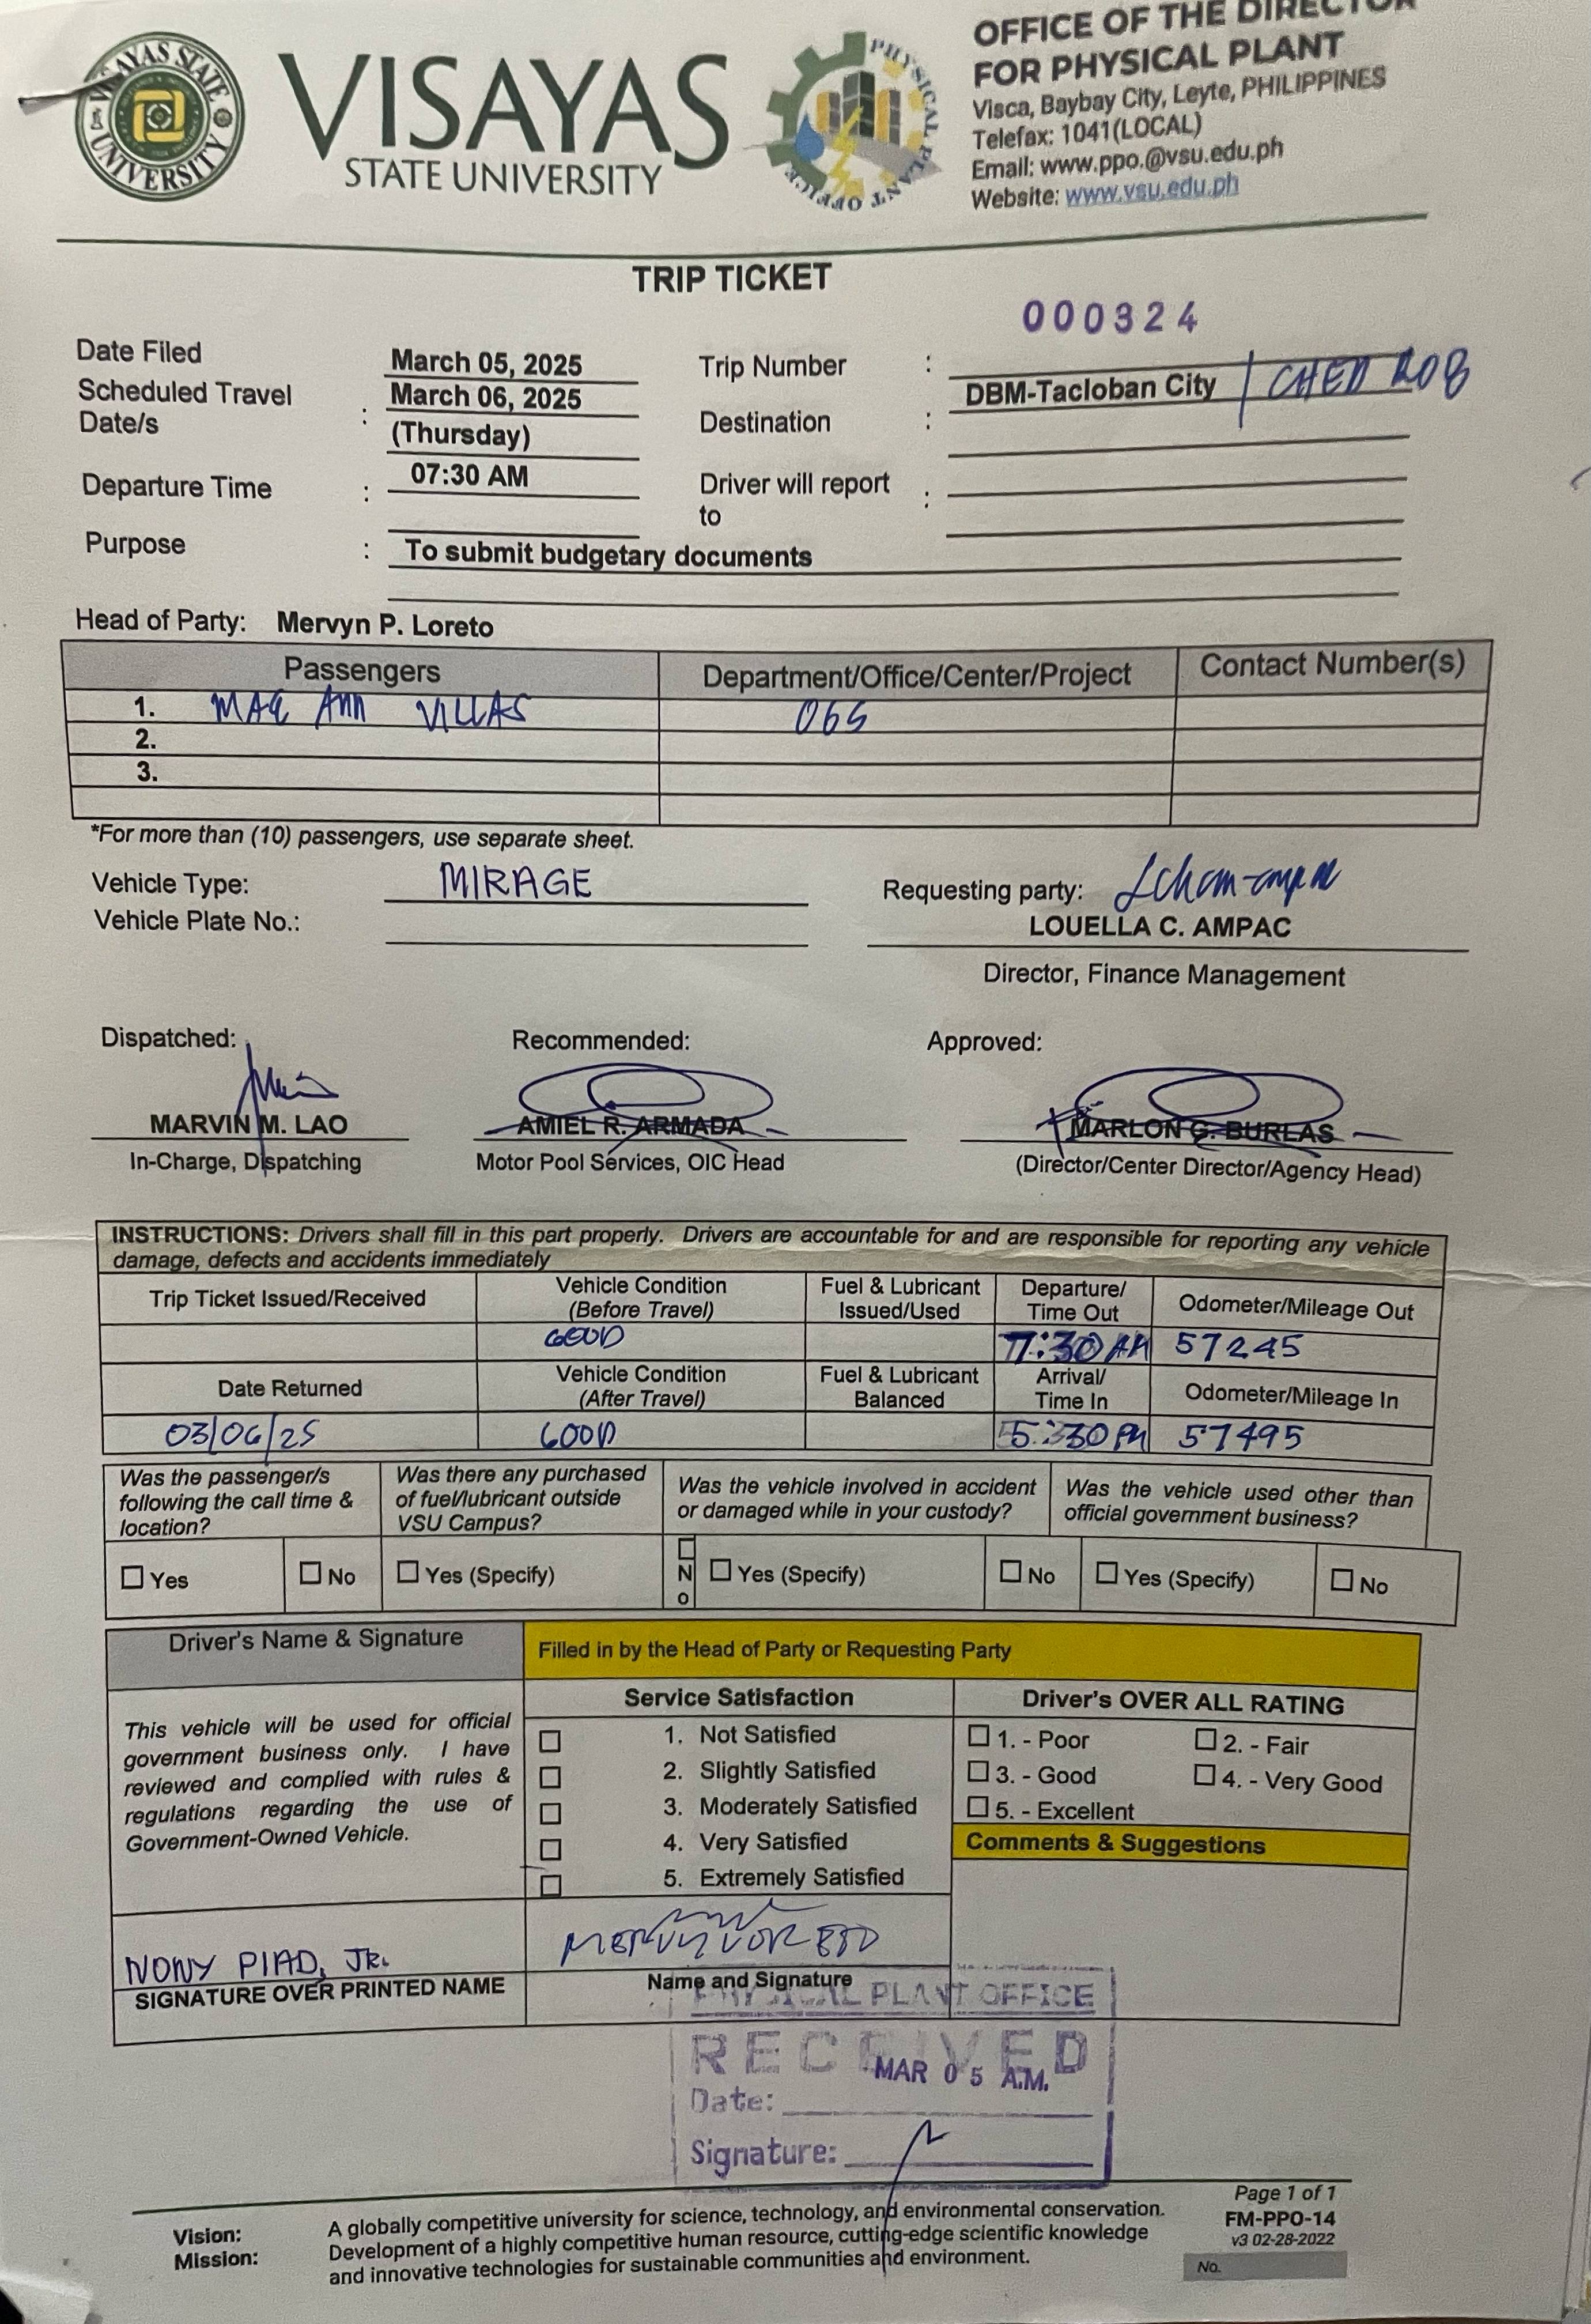 VISAYAS STATE UNIVERSITY
VISAYAS
STATE UNIVERSITY
PHYSICAL PLANT OFFICE
OFFICE OF THE DIRECTOR
FOR PHYSICAL PLANT
Visca, Baybay City, Leyte, PHILIPPINES
Telefax: 1041(LOCAL)
Email: www.ppo.@vsu.edu.ph
Website: www.vsu.edu.ph
TRIP TICKET
000324
Date Filed March 05, 2025 Trip Number :
Scheduled Travel Date/s : March 06, 2025 (Thursday)
Destination : DBM-Tacloban City / CHED RO8
Departure Time : 07:30 AM
Driver will report to :
Purpose : To submit budgetary documents
Head of Party: Mervyn P. Loreto
Passengers Department/Office/Center/Project Contact Number(s)
1. MAE ANN VILLAS
2.
3.
*For more than (10) passengers, use separate sheet.
Vehicle Type: MIRAGE Requesting party:
Vehicle Plate No.: LOUELLA C. AMPAC
Director, Finance Management
Dispatched: Recommended: Approved:
MARVIN M. LAO AMIEL R. ARMADA MARLON G. BURLAS
In-Charge, Dispatching Motor Pool Services, OIC Head (Director/Center Director/Agency Head)
INSTRUCTIONS: Drivers shall fill in this part properly. Drivers are accountable for and are responsible for reporting any vehicle
damage, defects and accidents immediately
Trip Ticket Issued/Received Vehicle Condition (Before Travel) Fuel & Lubricant Issued/Used Departure/ Time Out Odometer/Mileage Out
GOOD 7:30 AM 57245
Date Returned Vehicle Condition (After Travel) Fuel & Lubricant Balanced Arrival/ Time In Odometer/Mileage In
03/06/25 GOOD 5:30 PM 57495
Was the passenger/s following the call time & location? Was there any purchased of fuel/lubricant outside VSU Campus? Was the vehicle involved in accident or damaged while in your custody? Was the vehicle used other than official government business?
Yes No Yes (Specify) No Yes (Specify) No Yes (Specify) No
Driver's Name & Signature Filled in by the Head of Party or Requesting Party
Service Satisfaction Driver's OVER ALL RATING
This vehicle will be used for official
government business only. I have
reviewed and complied with rules &
regulations regarding the use of
Government-Owned Vehicle.
1. Not Satisfied
2. Slightly Satisfied
3. Moderately Satisfied
4. Very Satisfied
5. Extremely Satisfied
1. - Poor 2. - Fair
3. - Good 4. - Very Good
5. - Excellent
Comments & Suggestions
NONY PIAD, JR. MERVYN LORETO
SIGNATURE OVER PRINTED NAME Name and Signature
PHYSICAL PLANT OFFICE
RECEIVED
MAR 05 A.M.
Date:
Signature:
Vision: A globally competitive university for science, technology, and environmental conservation.
Mission: Development of a highly competitive human resource, cutting-edge scientific knowledge
and innovative technologies for sustainable communities and environment.
Page 1 of 1
FM-PPO-14
v3 02-28-2022
No.